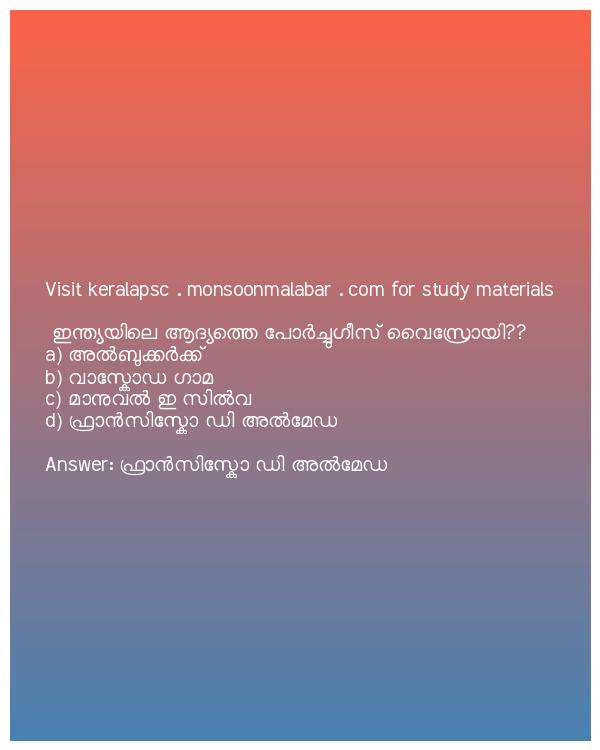 Visit keralapsc . monsoonmalabar . com for study materials
ഇന്ത്യയിലെ ആദ്യത്തെ പോർച്ചുഗീസ് വൈസ്രോയി??
a) അൽബുക്കർക്ക്
b) വാസ്കോഡ ഗാമ
c) മാനുവൽ ഇ സിൽവ
d) ഫ്രാൻസിസ്കോ ഡി അൽമേഡ
Answer: ഫ്രാൻസിസ്കോ ഡി അൽമേഡ